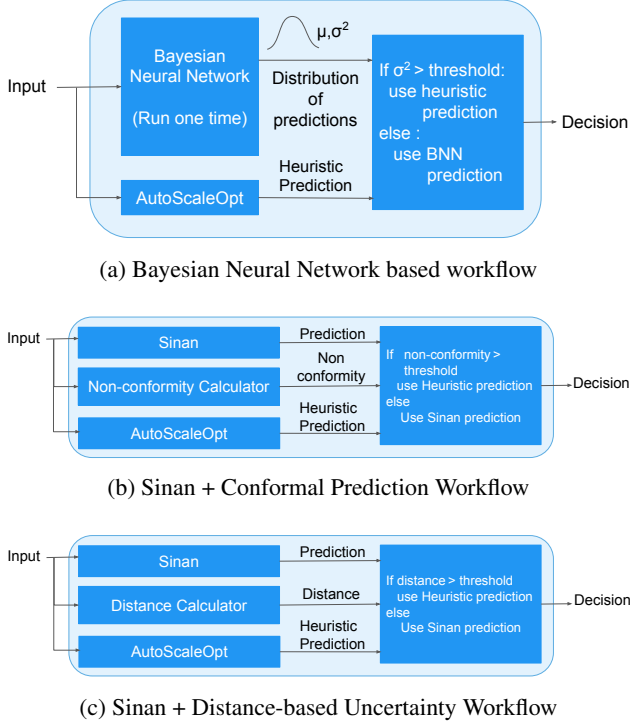 μ,σ²
Bayesian
Neural Network
(Run one time)
Input
Distribution
of
predictions
If σ² > threshold:
use heuristic
prediction
else :
use BNN
prediction
Decision
Heuristic
Prediction
AutoScaleOpt
(a) Bayesian Neural Network based workflow
Input
Sinan
Prediction
Non-conformity Calculator
Non
conformity
AutoScaleOpt
Heuristic
Prediction
If non-conformity >
threshold
use Heuristic prediction
else
Use Sinan prediction
Decision
(b) Sinan + Conformal Prediction Workflow
Input
Sinan
Prediction
Distance Calculator
Distance
AutoScaleOpt
Heuristic
Prediction
If distance > threshold
use Heuristic prediction
else
Use Sinan prediction
Decision
(c) Sinan + Distance-based Uncertainty Workflow